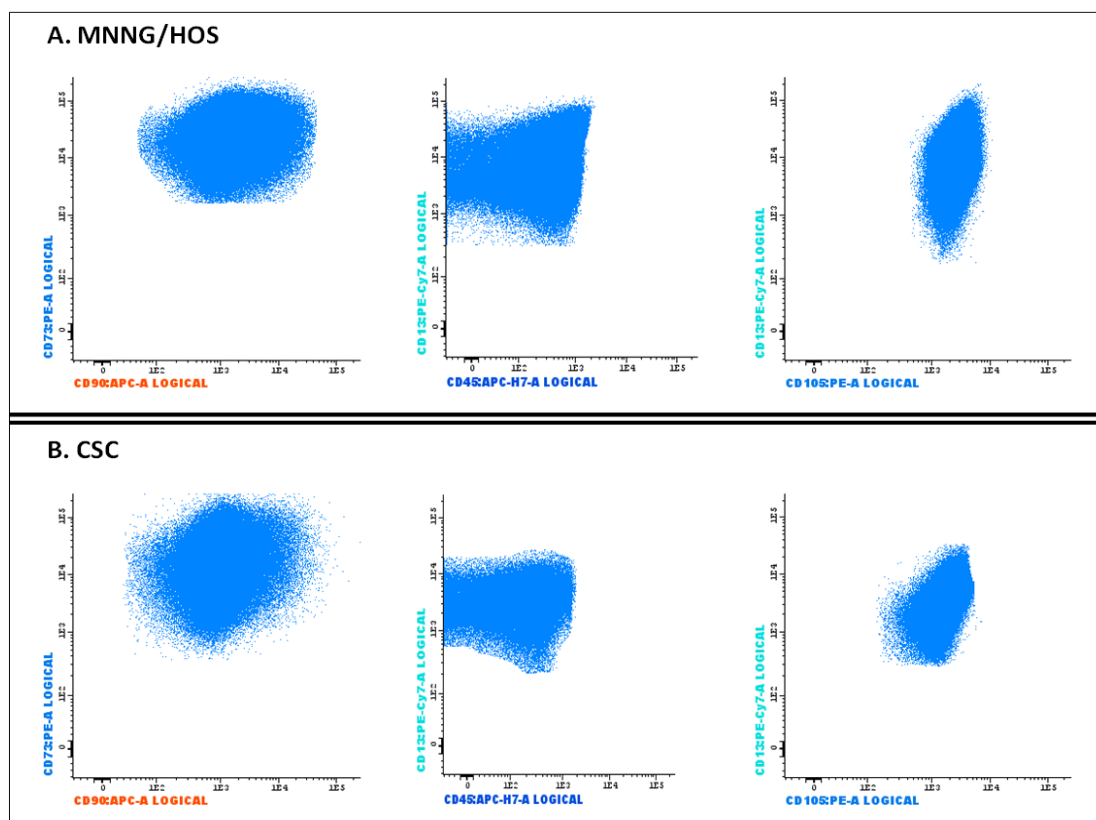 A. MNNG/HOS
1E5
1E4
1E3
1E2
0
CD73:PE-A LOGICAL
0 1E2 1E3 1E4 1E5
CD90:APC-A LOGICAL
1E5
1E4
1E3
1E2
0
CD13:PE-Cy7-A LOGICAL
0 1E2 1E3 1E4 1E5
CD45:APC-H7-A LOGICAL
1E5
1E4
1E3
1E2
0
CD13:PE-Cy7-A LOGICAL
0 1E2 1E3 1E4 1E5
CD105:PE-A LOGICAL
B. CSC
1E5
1E4
1E3
1E2
0
CD73:PE-A LOGICAL
0 1E2 1E3 1E4 1E5
CD90:APC-A LOGICAL
1E5
1E4
1E3
1E2
0
CD13:PE-Cy7-A LOGICAL
0 1E2 1E3 1E4 1E5
CD45:APC-H7-A LOGICAL
1E5
1E4
1E3
1E2
0
CD13:PE-Cy7-A LOGICAL
0 1E2 1E3 1E4 1E5
CD105:PE-A LOGICAL